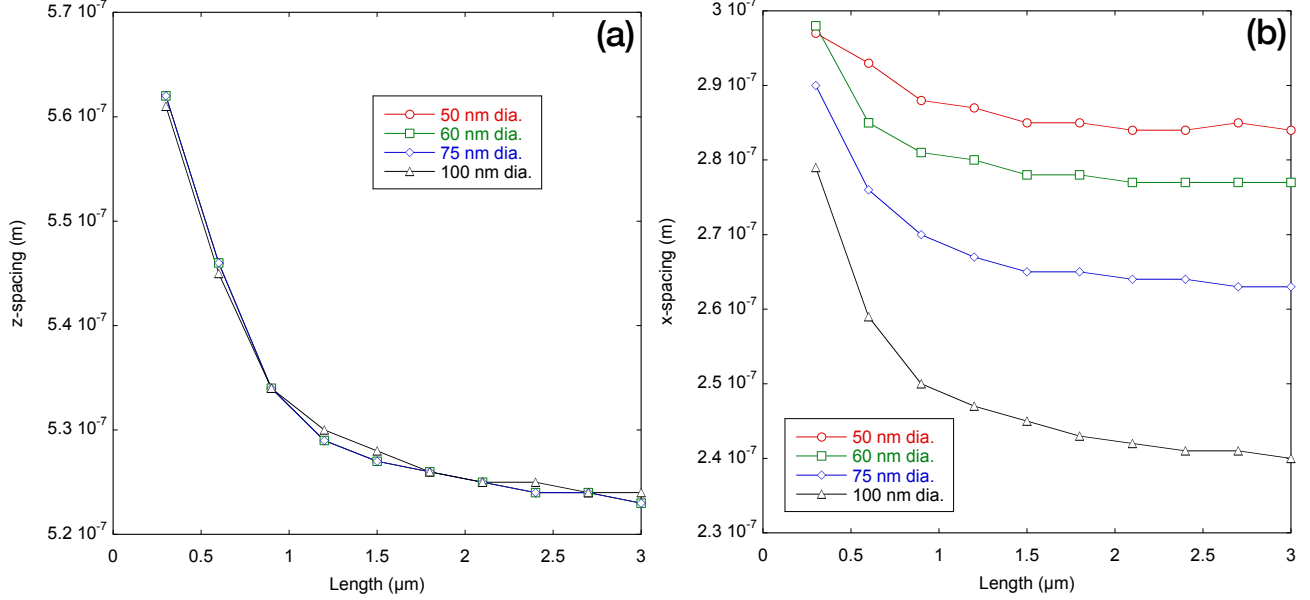 (a)
5.7 10⁻⁷
5.6 10⁻⁷
5.5 10⁻⁷
5.4 10⁻⁷
5.3 10⁻⁷
5.2 10⁻⁷
z-spacing (m)
50 nm dia.
60 nm dia.
75 nm dia.
100 nm dia.
0 0.5 1 1.5 2 2.5 3
Length (µm)
(b)
3 10⁻⁷
2.9 10⁻⁷
2.8 10⁻⁷
2.7 10⁻⁷
2.6 10⁻⁷
2.5 10⁻⁷
2.4 10⁻⁷
2.3 10⁻⁷
x-spacing (m)
50 nm dia.
60 nm dia.
75 nm dia.
100 nm dia.
0 0.5 1 1.5 2 2.5 3
Length (µm)